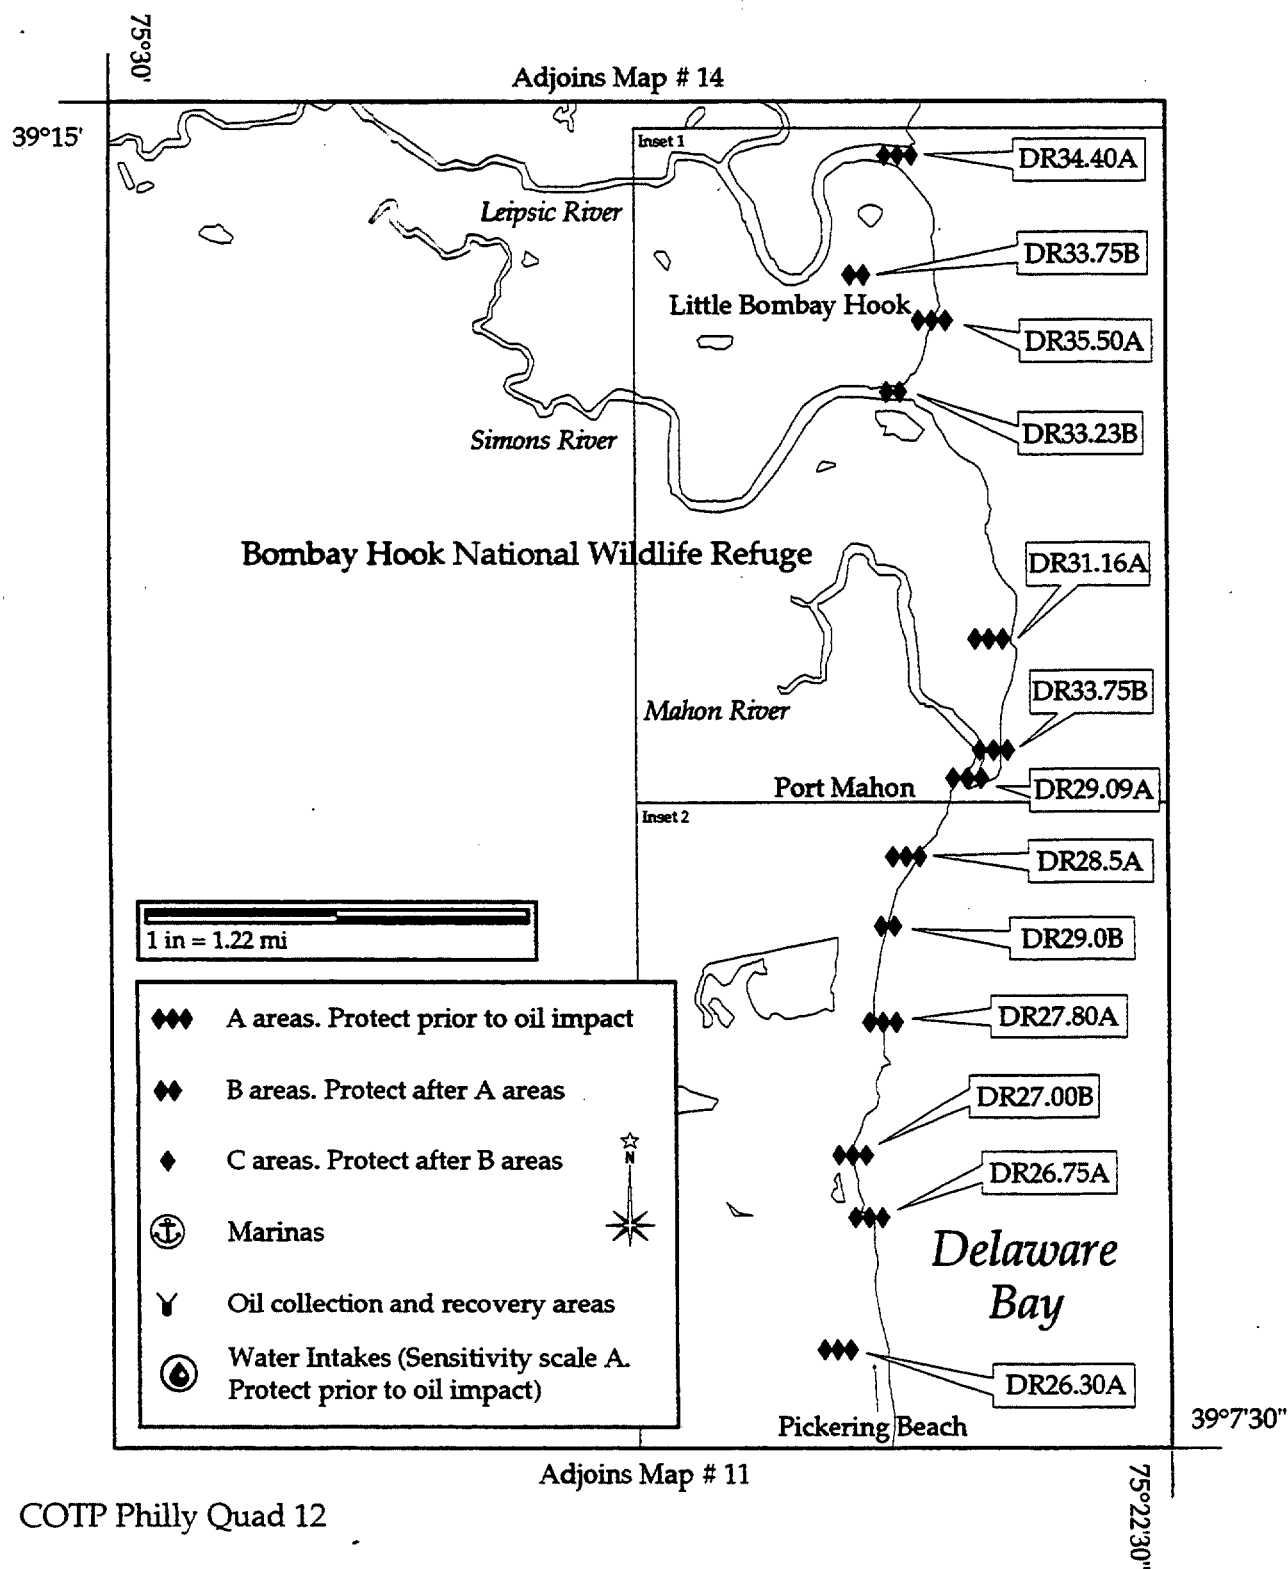 75°30'
Adjoins Map # 14
39°15'
Inset 1
DR34.40A
Leipsic River
DR33.75B
Little Bombay Hook
DR35.50A
DR33.23B
Simons River
Bombay Hook National Wildlife Refuge
DR31.16A
DR33.75B
Mahon River
Port Mahon
DR29.09A
Inset 2
DR28.5A
DR29.0B
1 in = 1.22 mi
A areas. Protect prior to oil impact
DR27.80A
B areas. Protect after A areas
DR27.00B
C areas. Protect after B areas
N
DR26.75A
Marinas
Delaware
Bay
Oil collection and recovery areas
Water Intakes (Sensitivity scale A.
Protect prior to oil impact)
DR26.30A
Pickering Beach
39°7'30"
Adjoins Map # 11
75°22'30"
COTP Philly Quad 12